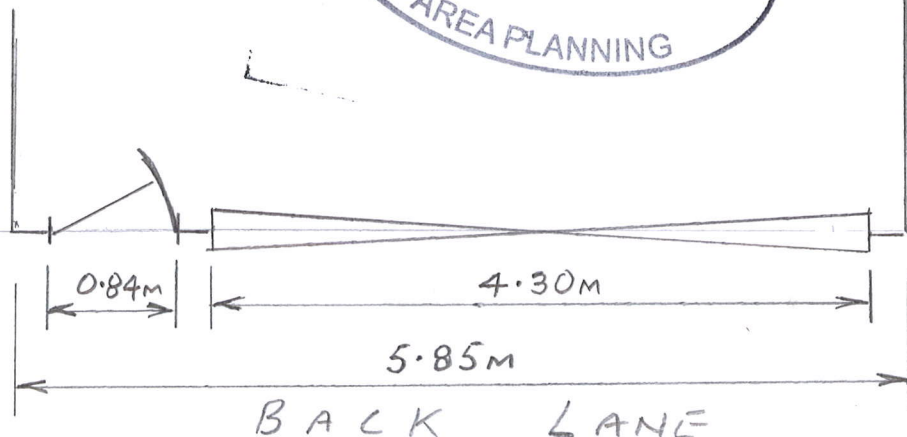 AREA PLANNING
0.84M
4.30M
5.85M
BACK LANE